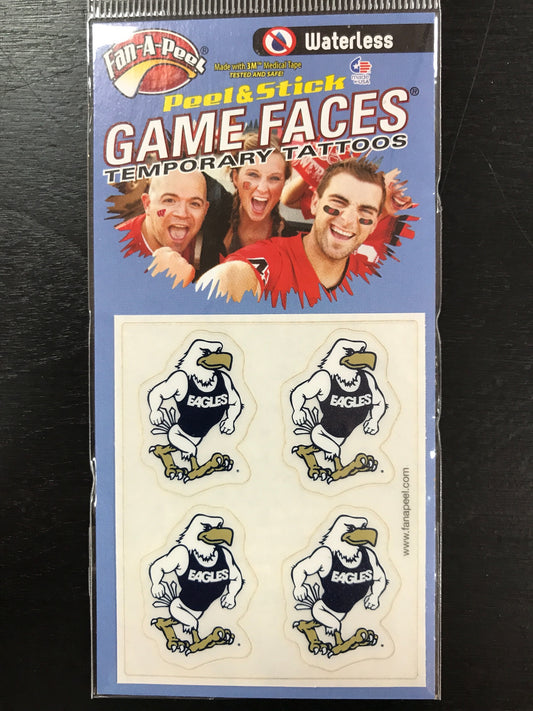 Fan-A-Peel®
Waterless
Made with 3M™ Medical Tape
TESTED AND SAFE!
made in USA
Peel & Stick
GAME FACES®
TEMPORARY TATTOOS
EAGLES
EAGLES
www.fanapeel.com
EAGLES
EAGLES